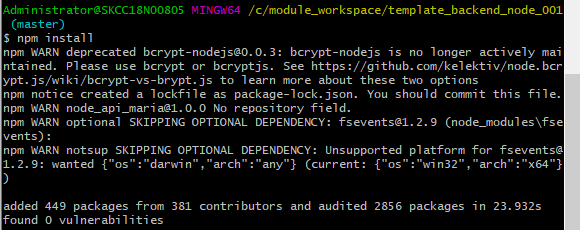 Administrator@SKCC18N00805 MINGW64 /c/module_workspace/template_backend_node_001
(master)
$ npm install
npm WARN deprecated bcrypt-nodejs@0.0.3: bcrypt-nodejs is no longer actively mai
ntained. Please use bcrypt or bcryptjs. See https://github.com/kelektiv/node.bcr
ypt.js/wiki/bcrypt-vs-brypt.js to learn more about these two options
npm notice created a lockfile as package-lock.json. You should commit this file.
npm WARN node_api_maria@1.0.0 No repository field.
npm WARN optional SKIPPING OPTIONAL DEPENDENCY: fsevents@1.2.9 (node_modules\fse
vents):
npm WARN notsup SKIPPING OPTIONAL DEPENDENCY: Unsupported platform for fsevents@
1.2.9: wanted {"os":"darwin","arch":"any"} (current: {"os":"win32","arch":"x64"}
)
added 449 packages from 381 contributors and audited 2856 packages in 23.932s
found 0 vulnerabilities